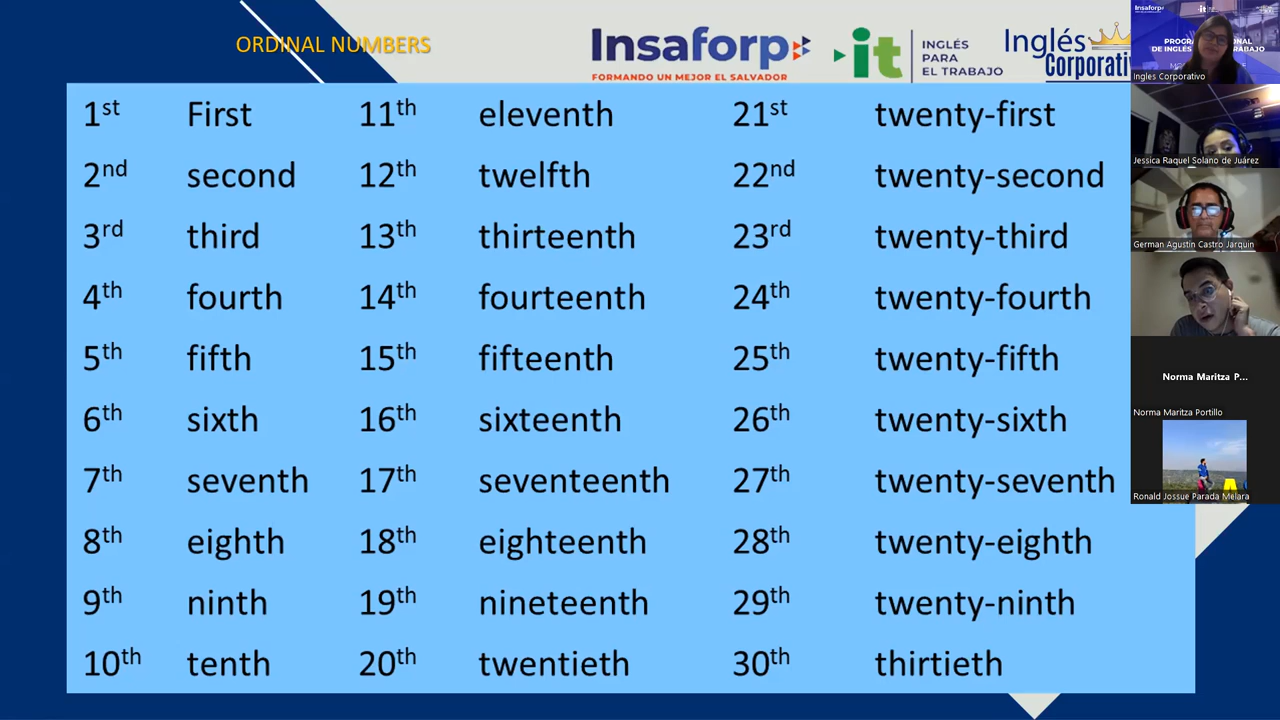 ORDINAL NUMBERS
Insaforp
FORMANDO UN MEJOR EL SALVADOR
it
INGLÉS
PARA
EL TRABAJO
Inglés
1st First 11th eleventh 21st twenty-first
2nd second 12th twelfth 22nd twenty-second
3rd third 13th thirteenth 23rd twenty-third
4th fourth 14th fourteenth 24th twenty-fourth
5th fifth 15th fifteenth 25th twenty-fifth
6th sixth 16th sixteenth 26th twenty-sixth
7th seventh 17th seventeenth 27th twenty-seventh
8th eighth 18th eighteenth 28th twenty-eighth
9th ninth 19th nineteenth 29th twenty-ninth
10th tenth 20th twentieth 30th thirtieth
Insaforp
it
Ingles Corporativo
Jessica Raquel Solano de Juárez
German Agustin Castro Jarquin
Norma Maritza P...
Norma Maritza Portillo
Ronald Jossue Parada Melara